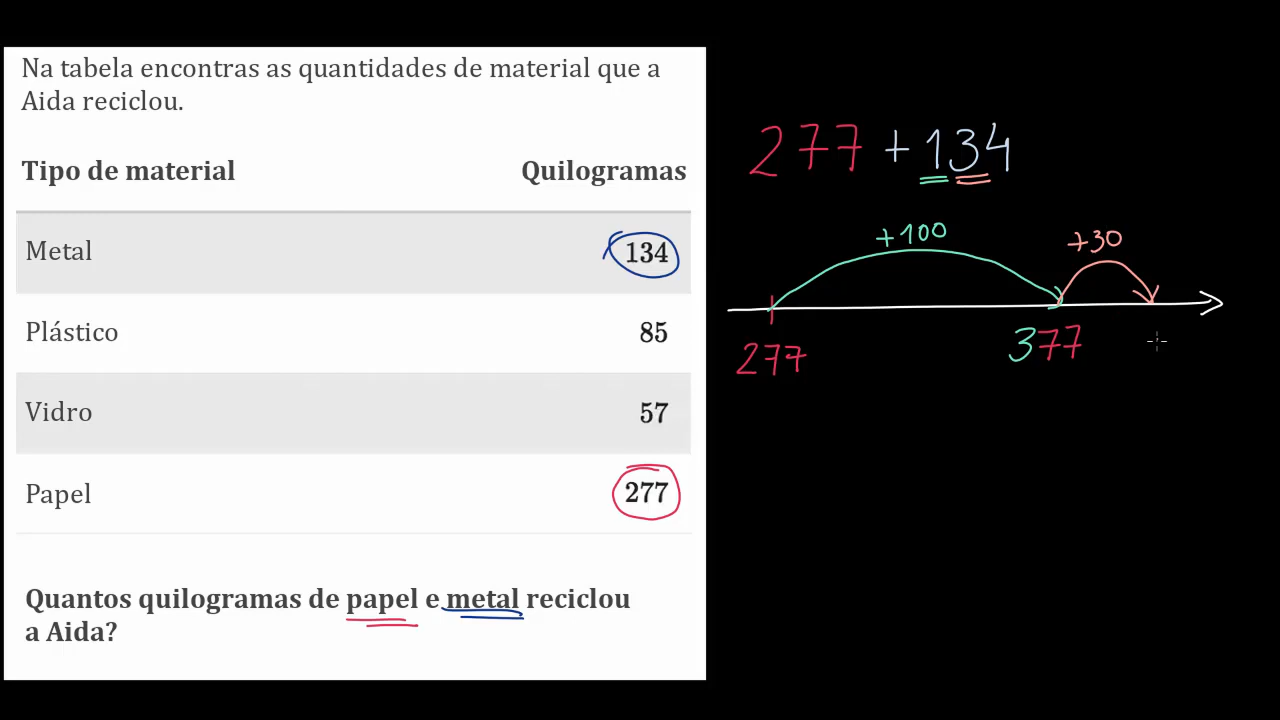 Na tabela encontras as quantidades de material que a
Aida reciclou.
Tipo de material Quilogramas
Metal 134
Plástico 85
Vidro 57
Papel 277
Quantos quilogramas de papel e metal reciclou
a Aida?
277 + 134
+100 +30
277 377